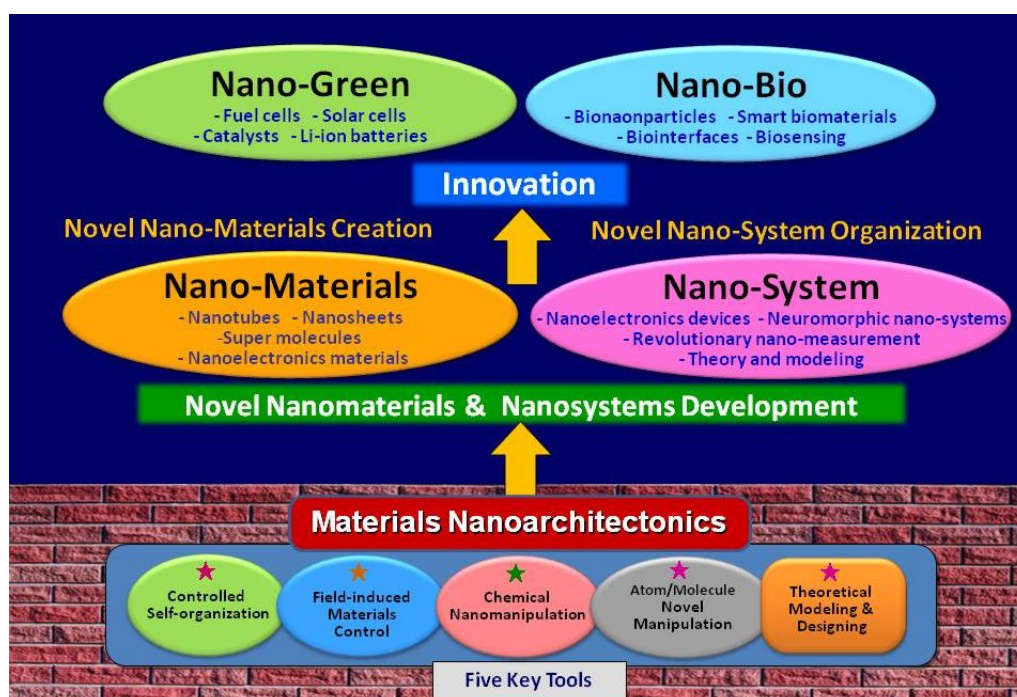 Nano-Green
- Fuel cells - Solar cells
- Catalysts - Li-ion batteries
Nano-Bio
- Bionaonparticles - Smart biomaterials
- Biointerfaces - Biosensing
Innovation
Novel Nano-Materials Creation
Novel Nano-System Organization
Nano-Materials
- Nanotubes - Nanosheets
-Super molecules
- Nanoelectronics materials
Nano-System
- Nanoelectronics devices - Neuromorphic nano-systems
- Revolutionary nano-measurement
- Theory and modeling
Novel Nanomaterials & Nanosystems Development
Materials Nanoarchitectonics
Controlled
Self-organization
Field-induced
Materials
Control
Chemical
Nanomanipulation
Atom/Molecule
Novel
Manipulation
Theoretical
Modeling &
Designing
Five Key Tools